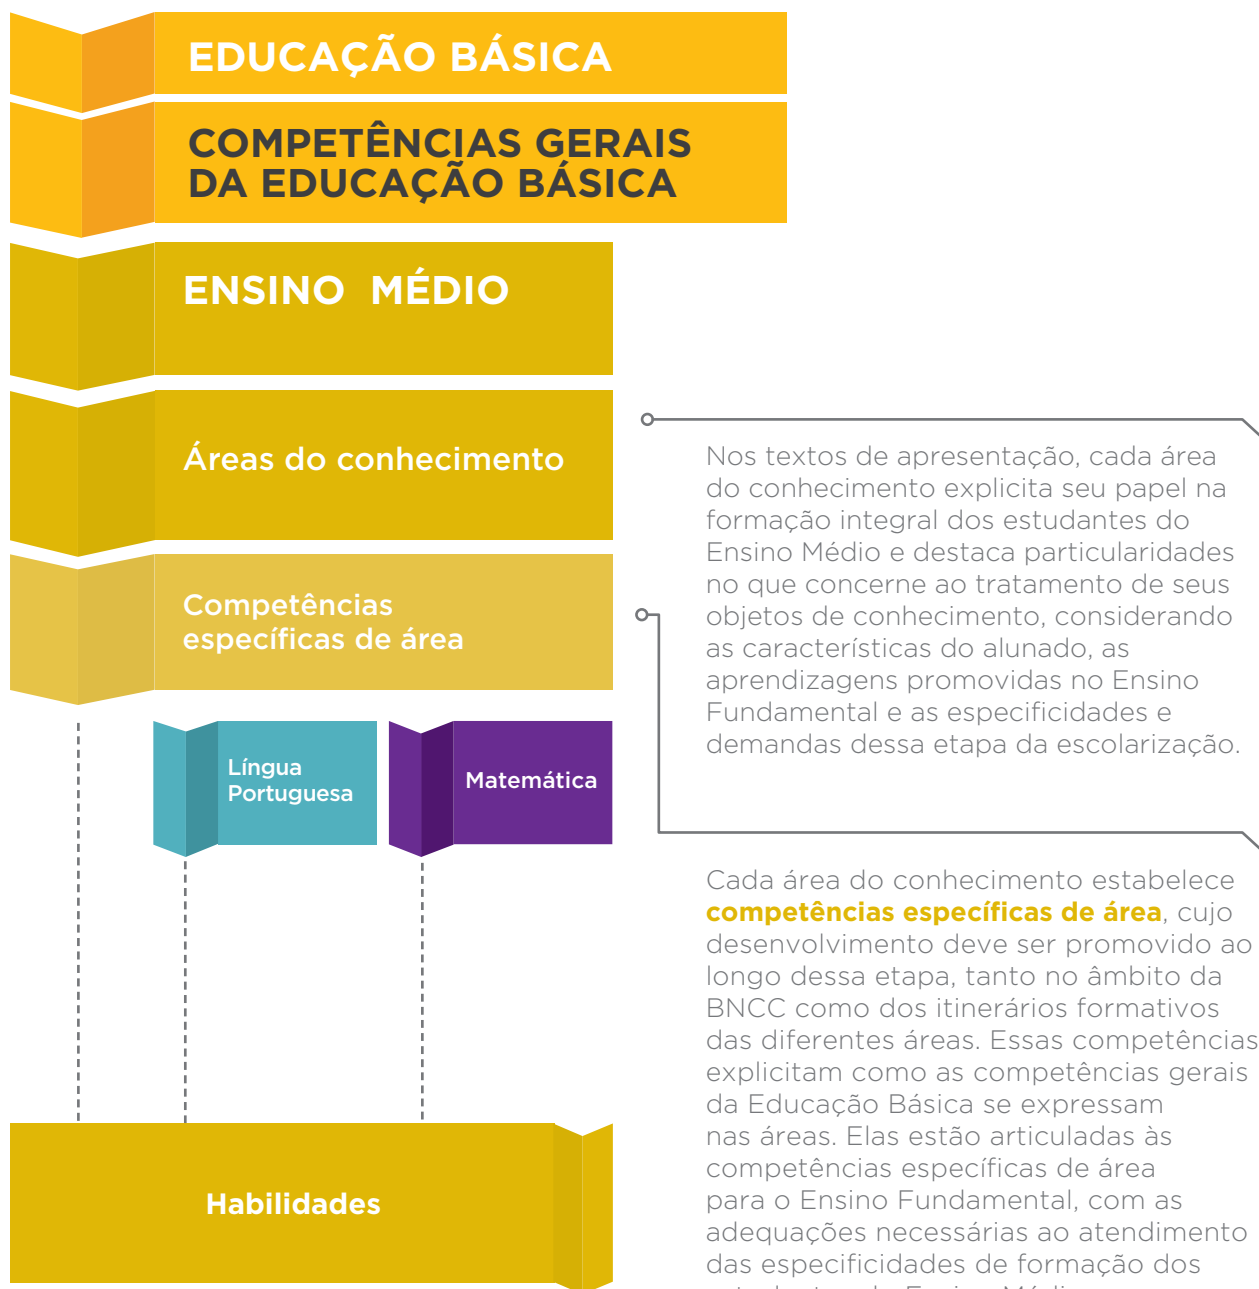 EDUCAÇÃO BÁSICA
COMPETÊNCIAS GERAIS
DA EDUCAÇÃO BÁSICA
ENSINO MÉDIO
Áreas do conhecimento
Competências
específicas de área
Língua
Portuguesa
Matemática
Habilidades
Nos textos de apresentação, cada área
do conhecimento explicita seu papel na
formação integral dos estudantes do
Ensino Médio e destaca particularidades
no que concerne ao tratamento de seus
objetos de conhecimento, considerando
as características do alunado, as
aprendizagens promovidas no Ensino
Fundamental e as especificidades e
demandas dessa etapa da escolarização.
Cada área do conhecimento estabelece
competências específicas de área, cujo
desenvolvimento deve ser promovido ao
longo dessa etapa, tanto no âmbito da
BNCC como dos itinerários formativos
das diferentes áreas. Essas competências
explicitam como as competências gerais
da Educação Básica se expressam
nas áreas. Elas estão articuladas às
competências específicas de área
para o Ensino Fundamental, com as
adequações necessárias ao atendimento
das especificidades de formação dos